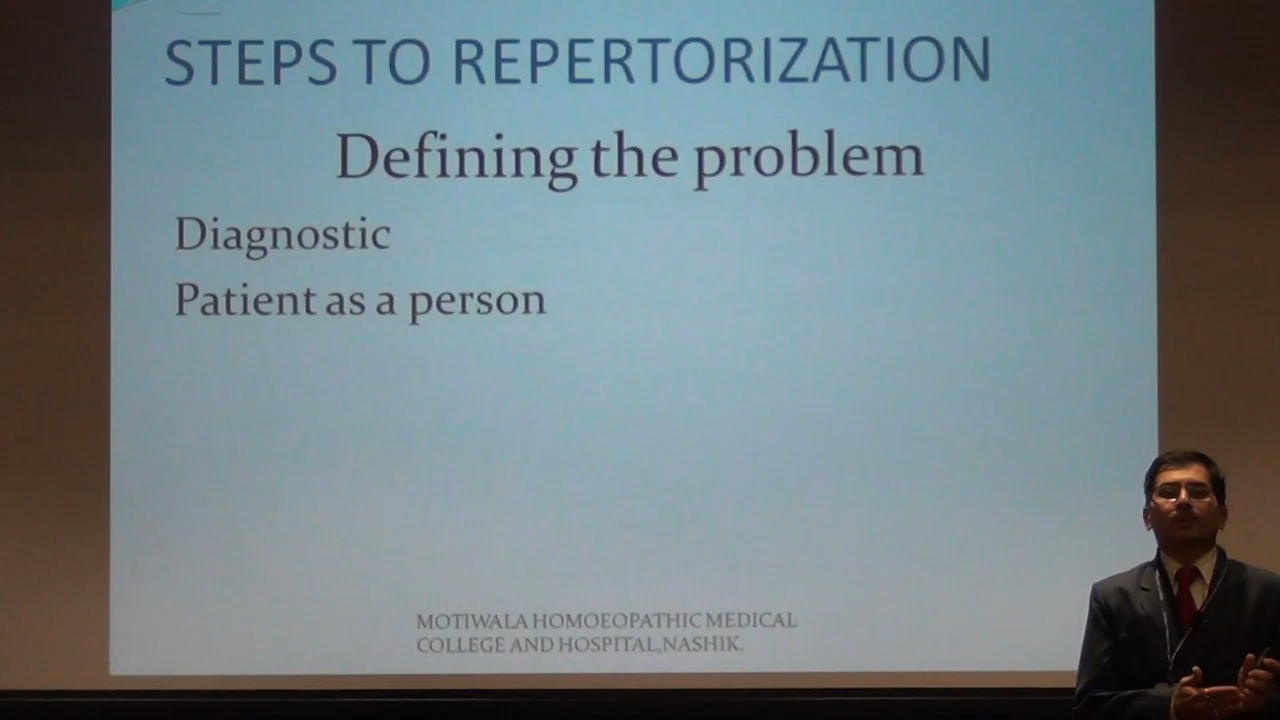 STEPS TO REPERTORIZATION
Defining the problem
Diagnostic
Patient as a person
MOTIWALA HOMOEOPATHIC MEDICAL
COLLEGE AND HOSPITAL,NASHIK.